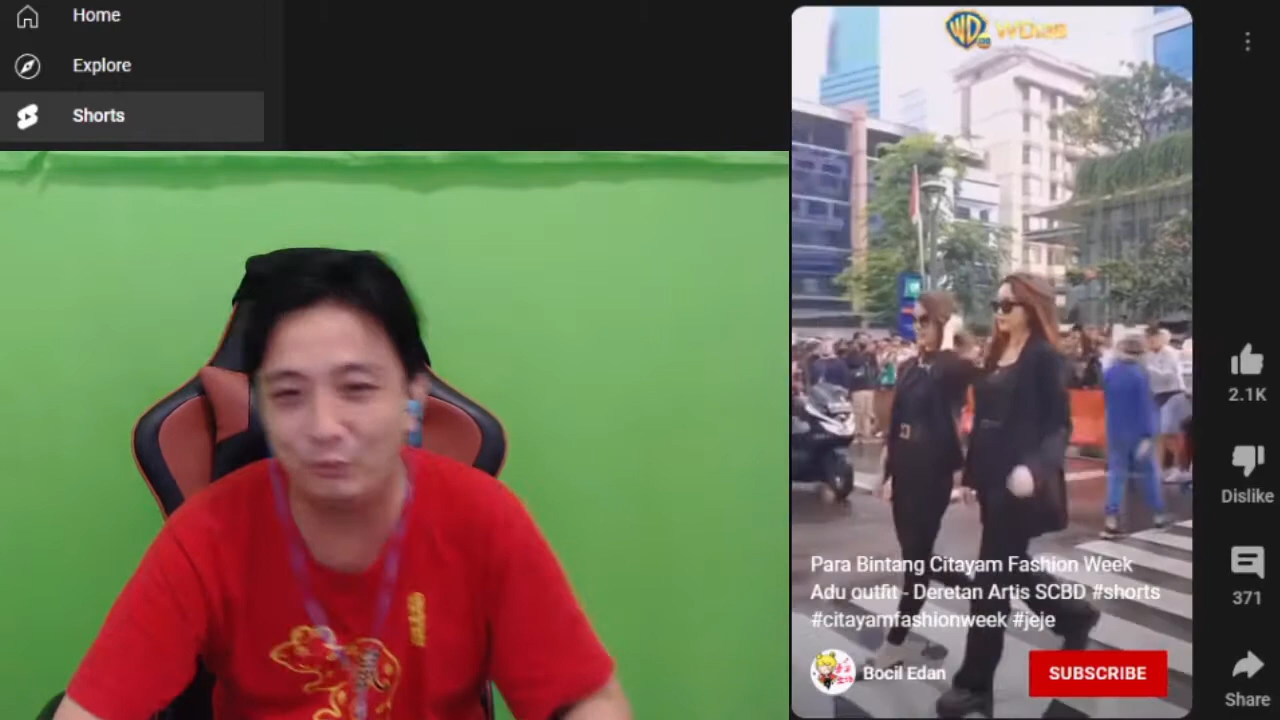 Home
Explore
Shorts
WD
Para Bintang Citayam Fashion Week
Adu outfit - Deretan Artis SCBD #shorts
#citayamfashionweek #jeje
Bocil Edan
SUBSCRIBE
2.1K
Dislike
371
Share